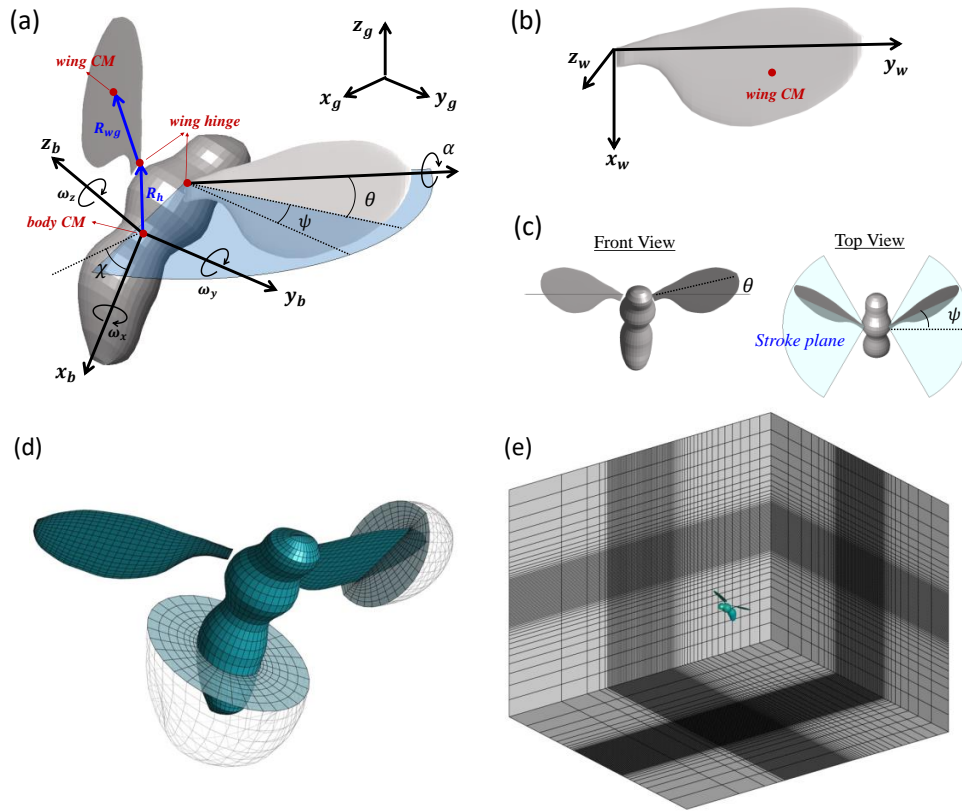 (a)
wing CM
z_g
x_g
y_g
R_wg
wing hinge
z_b
ω_z
R_h
α
θ
ψ
body CM
χ
ω_y
y_b
ω_x
x_b
(b)
z_w
y_w
wing CM
x_w
(c)
Front View
Top View
θ
ψ
Stroke plane
(d)
(e)